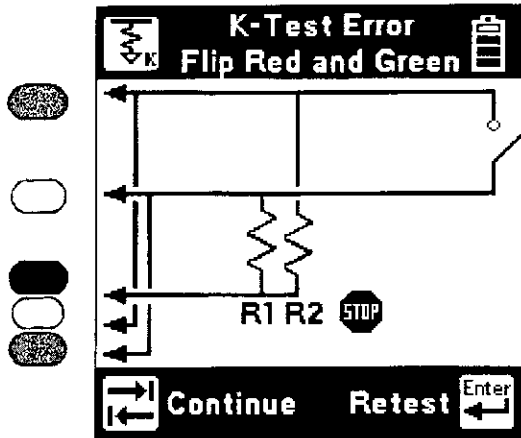 K-Test Error
K
Flip Red and Green
R1 R2 STOP
Continue Retest Enter